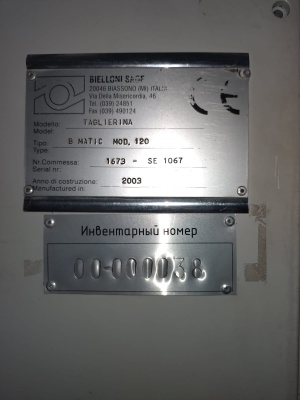 BIELLONI SAGF
20046 BIASSONO (MI) ITALIA
Via Della Misericordia, 46
Tel. (039) 24851
Fax (039) 490124
CE
Modello: TAGLIERINA
Model:
Tipo: B MATIC MOD. 120
Type:
Nr.Commessa: 1673 - SE 1067
Serial nr:
Anno di costruzione: 2003
Manufactured in:
Инвентарный номер
00-000038